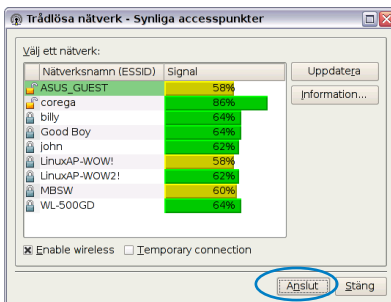 Trådlösa nätverk - Synliga accesspunkter
Välj ett nätverk:
Nätverksnamn (ESSID) Signal
ASUS_GUEST 58%
corega 86%
billy 64%
Good Boy 64%
john 62%
LinuxAP-WOW! 58%
LinuxAP-WOW2! 62%
MBSW 60%
WL-500GD 64%
Uppdatera
Information...
Enable wireless Temporary connection
Anslut Stäng